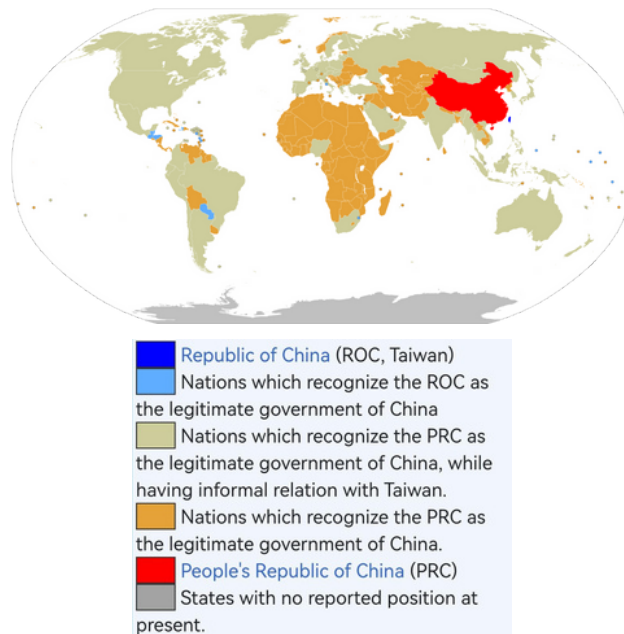 Republic of China (ROC, Taiwan)
Nations which recognize the ROC as
the legitimate government of China
Nations which recognize the PRC as
the legitimate government of China, while
having informal relation with Taiwan.
Nations which recognize the PRC as
the legitimate government of China.
People's Republic of China (PRC)
States with no reported position at
present.